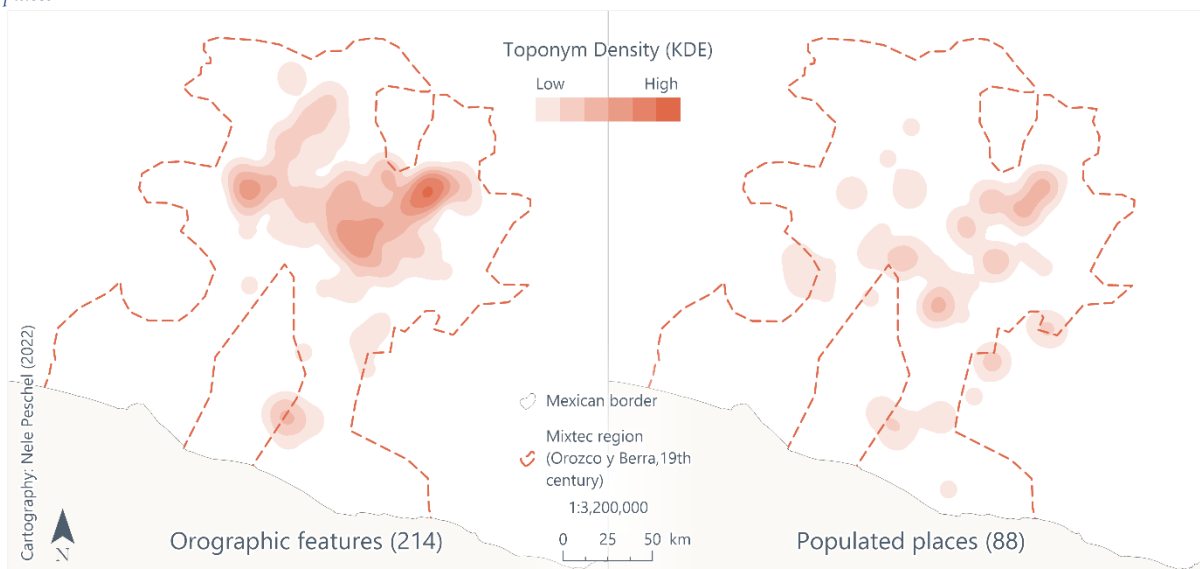 Toponym Density (KDE)
Low High
Mexican border
Mixtec region
(Orozco y Berra,19th
century)
1:3,200,000
0 25 50 km
Cartography: Nele Peschel (2022)
N
Orographic features (214)
Populated places (88)